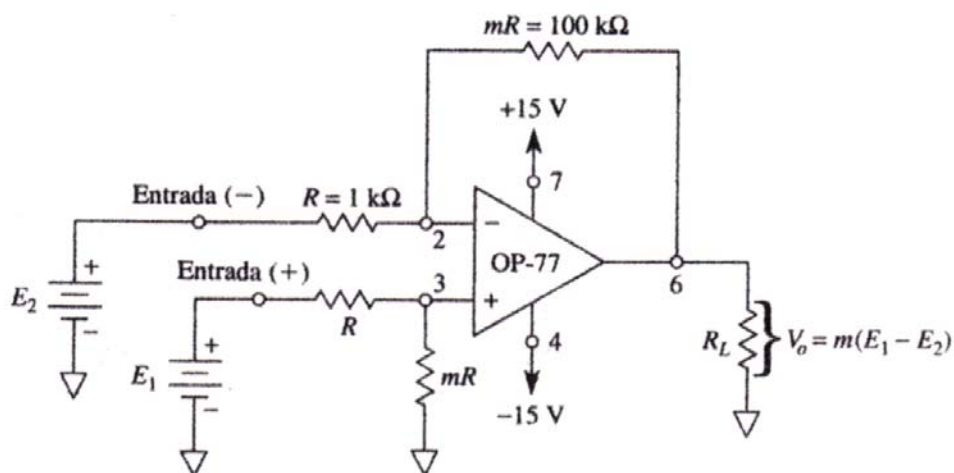 mR = 100 kΩ
+15 V
7
Entrada (−)
R = 1 kΩ
2
−
OP-77
6
Entrada (+)
3
+
R
4
mR
−15 V
+
E₂
−
+
E₁
−
R_L
Vₒ = m(E₁ − E₂)